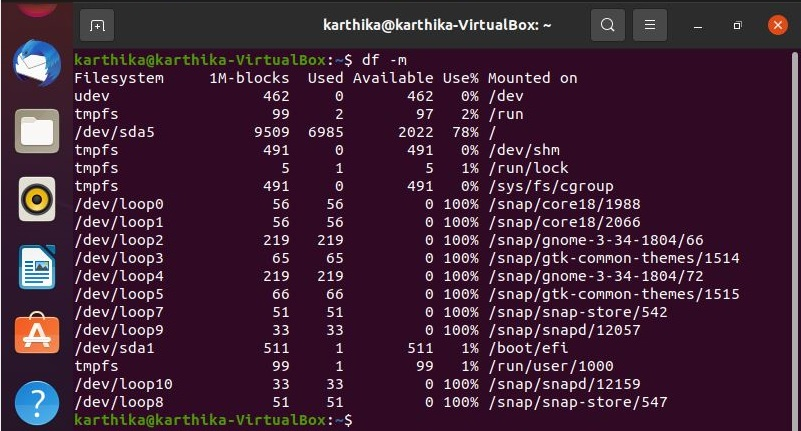 karthika@karthika-VirtualBox: ~
karthika@karthika-VirtualBox:~$ df -m
Filesystem     1M-blocks  Used Available Use% Mounted on
udev                 462     0       462   0% /dev
tmpfs                 99     2        97   2% /run
/dev/sda5           9509  6985      2022  78% /
tmpfs                491     0       491   0% /dev/shm
tmpfs                  5     1         5   1% /run/lock
tmpfs                491     0       491   0% /sys/fs/cgroup
/dev/loop0            56    56         0 100% /snap/core18/1988
/dev/loop1            56    56         0 100% /snap/core18/2066
/dev/loop2           219   219         0 100% /snap/gnome-3-34-1804/66
/dev/loop3            65    65         0 100% /snap/gtk-common-themes/1514
/dev/loop4           219   219         0 100% /snap/gnome-3-34-1804/72
/dev/loop5            66    66         0 100% /snap/gtk-common-themes/1515
/dev/loop7            51    51         0 100% /snap/snap-store/542
/dev/loop9            33    33         0 100% /snap/snapd/12057
/dev/sda1            511     1       511   1% /boot/efi
tmpfs                 99     1        99   1% /run/user/1000
/dev/loop10           33    33         0 100% /snap/snapd/12159
/dev/loop8            51    51         0 100% /snap/snap-store/547
karthika@karthika-VirtualBox:~$